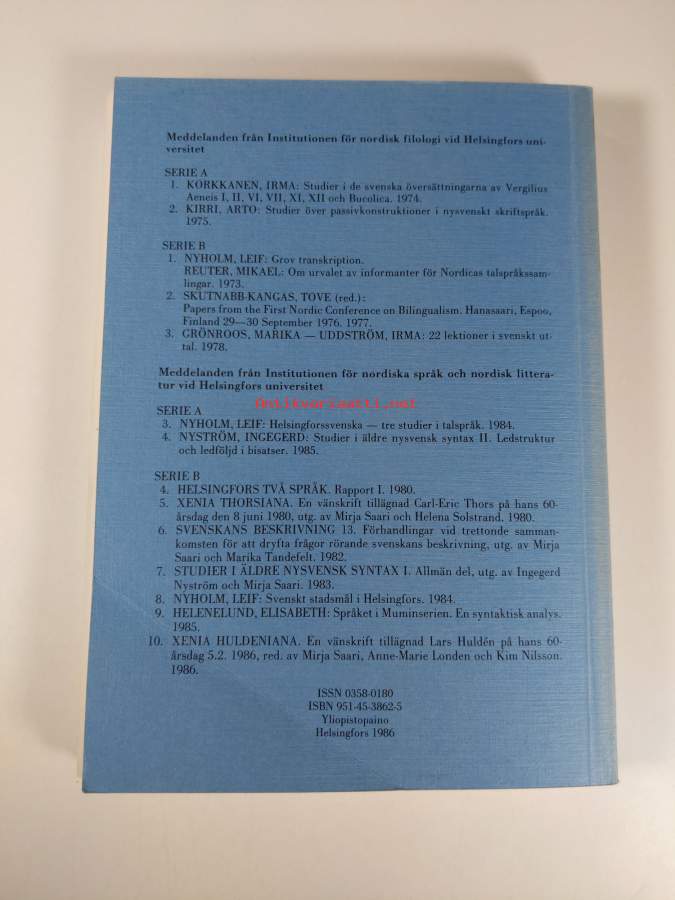 Meddelanden från Institutionen för nordisk filologi vid Helsingfors uni-
versitet
SERIE A
1. KORKKANEN, IRMA: Studier i de svenska översättningarna av Vergilius
Aeneis I, II, VI, VII, XI, XII och Bucolica. 1974.
2. KIRRI, ARTO: Studier över passivkonstruktioner i nysvenskt skriftspråk.
1975.
SERIE B
1. NYHOLM, LEIF: Grov transkription.
REUTER, MIKAEL: Om urvalet av informanter för Nordicas talspråkssam-
lingar. 1973.
2. SKUTNABB-KANGAS, TOVE (red.):
Papers from the First Nordic Conference on Bilingualism. Hanasaari, Espoo,
Finland 29—30 September 1976. 1977.
3. GRÖNROOS, MARIKA — UDDSTRÖM, IRMA: 22 lektioner i svenskt ut-
tal. 1978.
Meddelanden från Institutionen för nordiska språk och nordisk littera-
tur vid Helsingfors universitet
Antikvariaatti.net
SERIE A
3. NYHOLM, LEIF: Helsingforssvenska — tre studier i talspråk. 1984.
4. NYSTRÖM, INGEGERD: Studier i äldre nysvensk syntax II. Ledstruktur
och ledföljd i bisatser. 1985.
SERIE B
4. HELSINGFORS TVÅ SPRÅK. Rapport I. 1980.
5. XENIA THORSIANA. En vänskrift tillägnad Carl-Eric Thors på hans 60-
årsdag den 8 juni 1980, utg. av Mirja Saari och Helena Solstrand. 1980.
6. SVENSKANS BESKRIVNING 13. Förhandlingar vid trettonde samman-
komsten för att dryfta frågor rörande svenskans beskrivning, utg. av Mirja
Saari och Marika Tandefelt. 1982.
7. STUDIER I ÄLDRE NYSVENSK SYNTAX I. Allmän del, utg. av Ingegerd
Nyström och Mirja Saari. 1983.
8. NYHOLM, LEIF: Svenskt stadsmål i Helsingfors. 1984.
9. HELENELUND, ELISABETH: Språket i Muminserien. En syntaktisk analys.
1985.
10. XENIA HULDENIANA. En vänskrift tillägnad Lars Huldén på hans 60-
årsdag 5.2. 1986, red. av Mirja Saari, Anne-Marie Londen och Kim Nilsson.
1986.
ISSN 0358-0180
ISBN 951-45-3862-5
Yliopistopaino
Helsingfors 1986